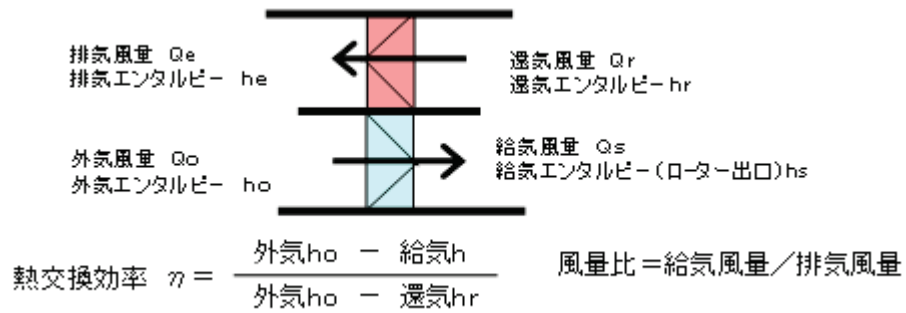 排気風量 Qe
排気エンタルピー he
還気風量 Qr
還気エンタルピーhr
外気風量 Qo
外気エンタルピー ho
給気風量 Qs
給気エンタルピー(ローター出口)hs
熱交換効率 η= 外気ho - 給気h
外気ho - 還気hr
風量比=給気風量/排気風量